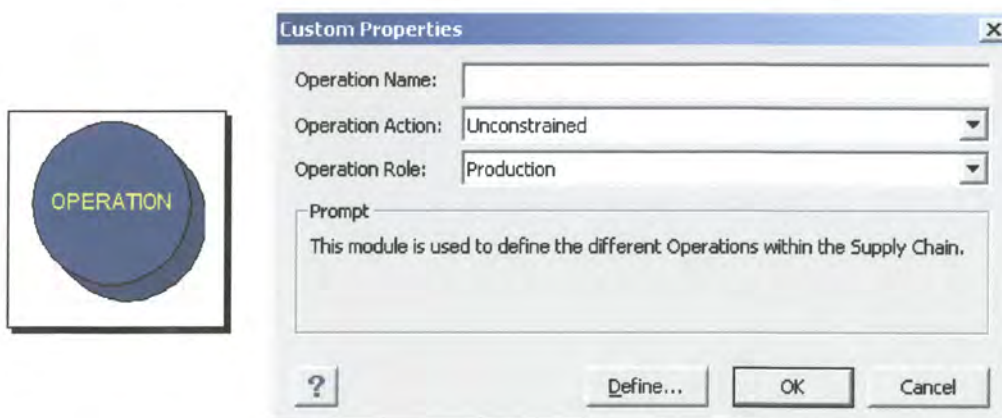 Custom Properties
Operation Name:
Operation Action: Unconstrained
Operation Role: Production
OPERATION
Prompt
This module is used to define the different Operations within the Supply Chain.
? Define... OK Cancel